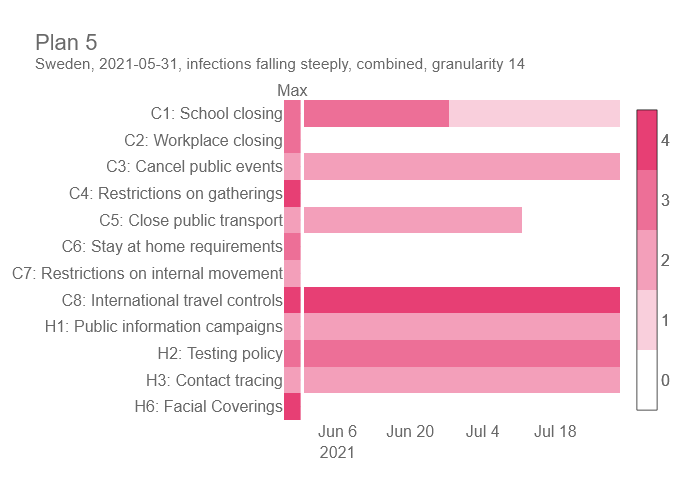 Plan 5
Sweden, 2021-05-31, infections falling steeply, combined, granularity 14
Max
C1: School closing
C2: Workplace closing
C3: Cancel public events
C4: Restrictions on gatherings
C5: Close public transport
C6: Stay at home requirements
C7: Restrictions on internal movement
C8: International travel controls
H1: Public information campaigns
H2: Testing policy
H3: Contact tracing
H6: Facial Coverings
4
3
2
1
0
Jun 6 Jun 20 Jul 4 Jul 18
2021